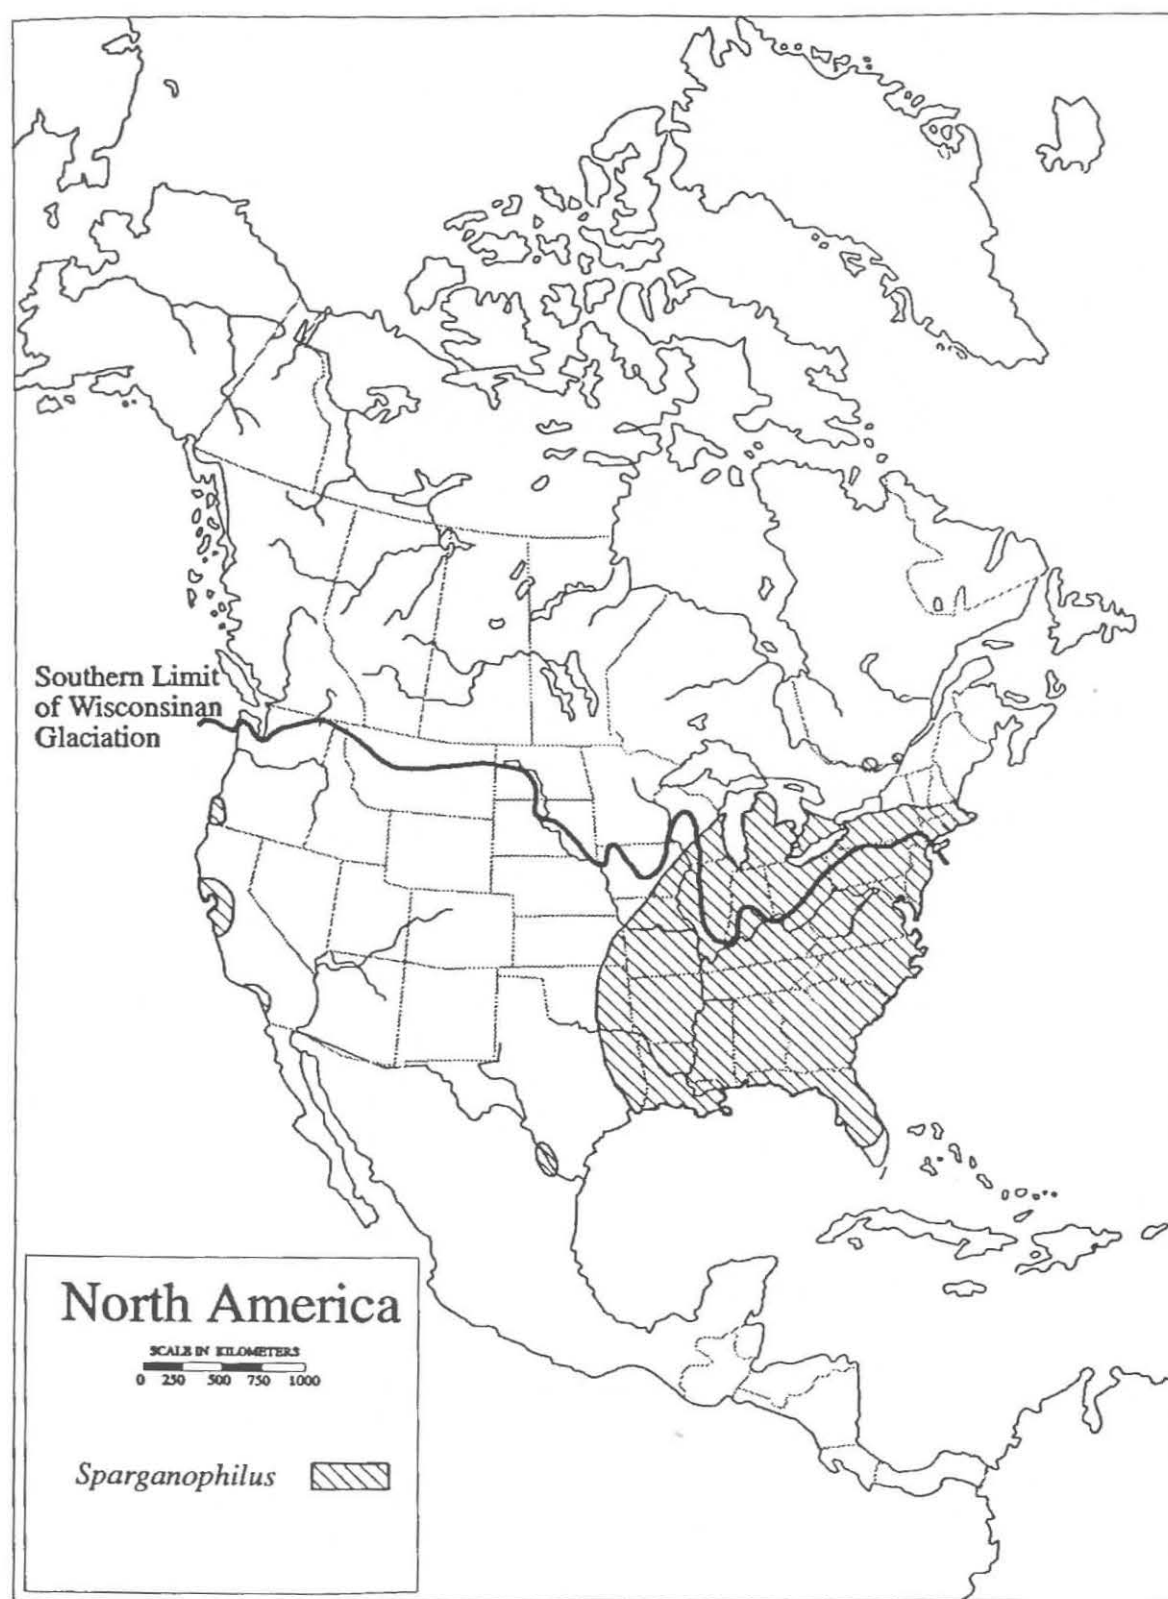 Southern Limit
of Wisconsinan
Glaciation
North America
SCALE IN KILOMETERS
0 250 500 750 1000
Sparganophilus